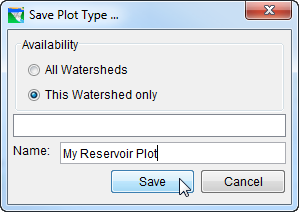 Save Plot Type ...
Availability
All Watersheds
This Watershed only
Name: My Reservoir Plot
Save Cancel